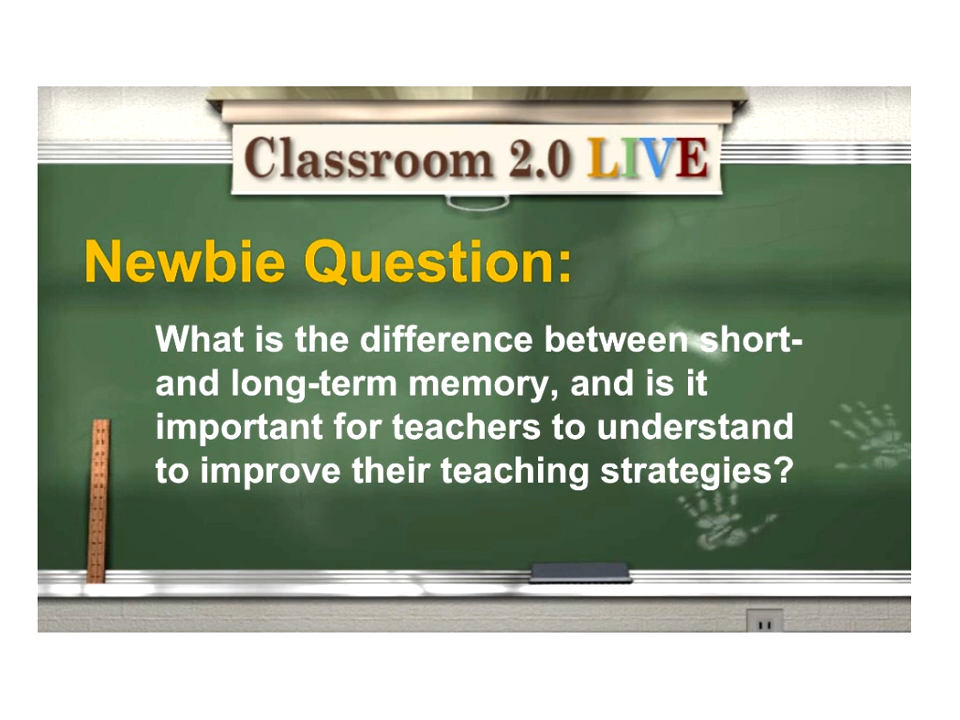 Classroom 2.0 LIVE
Newbie Question:
What is the difference between short-
and long-term memory, and is it
important for teachers to understand
to improve their teaching strategies?